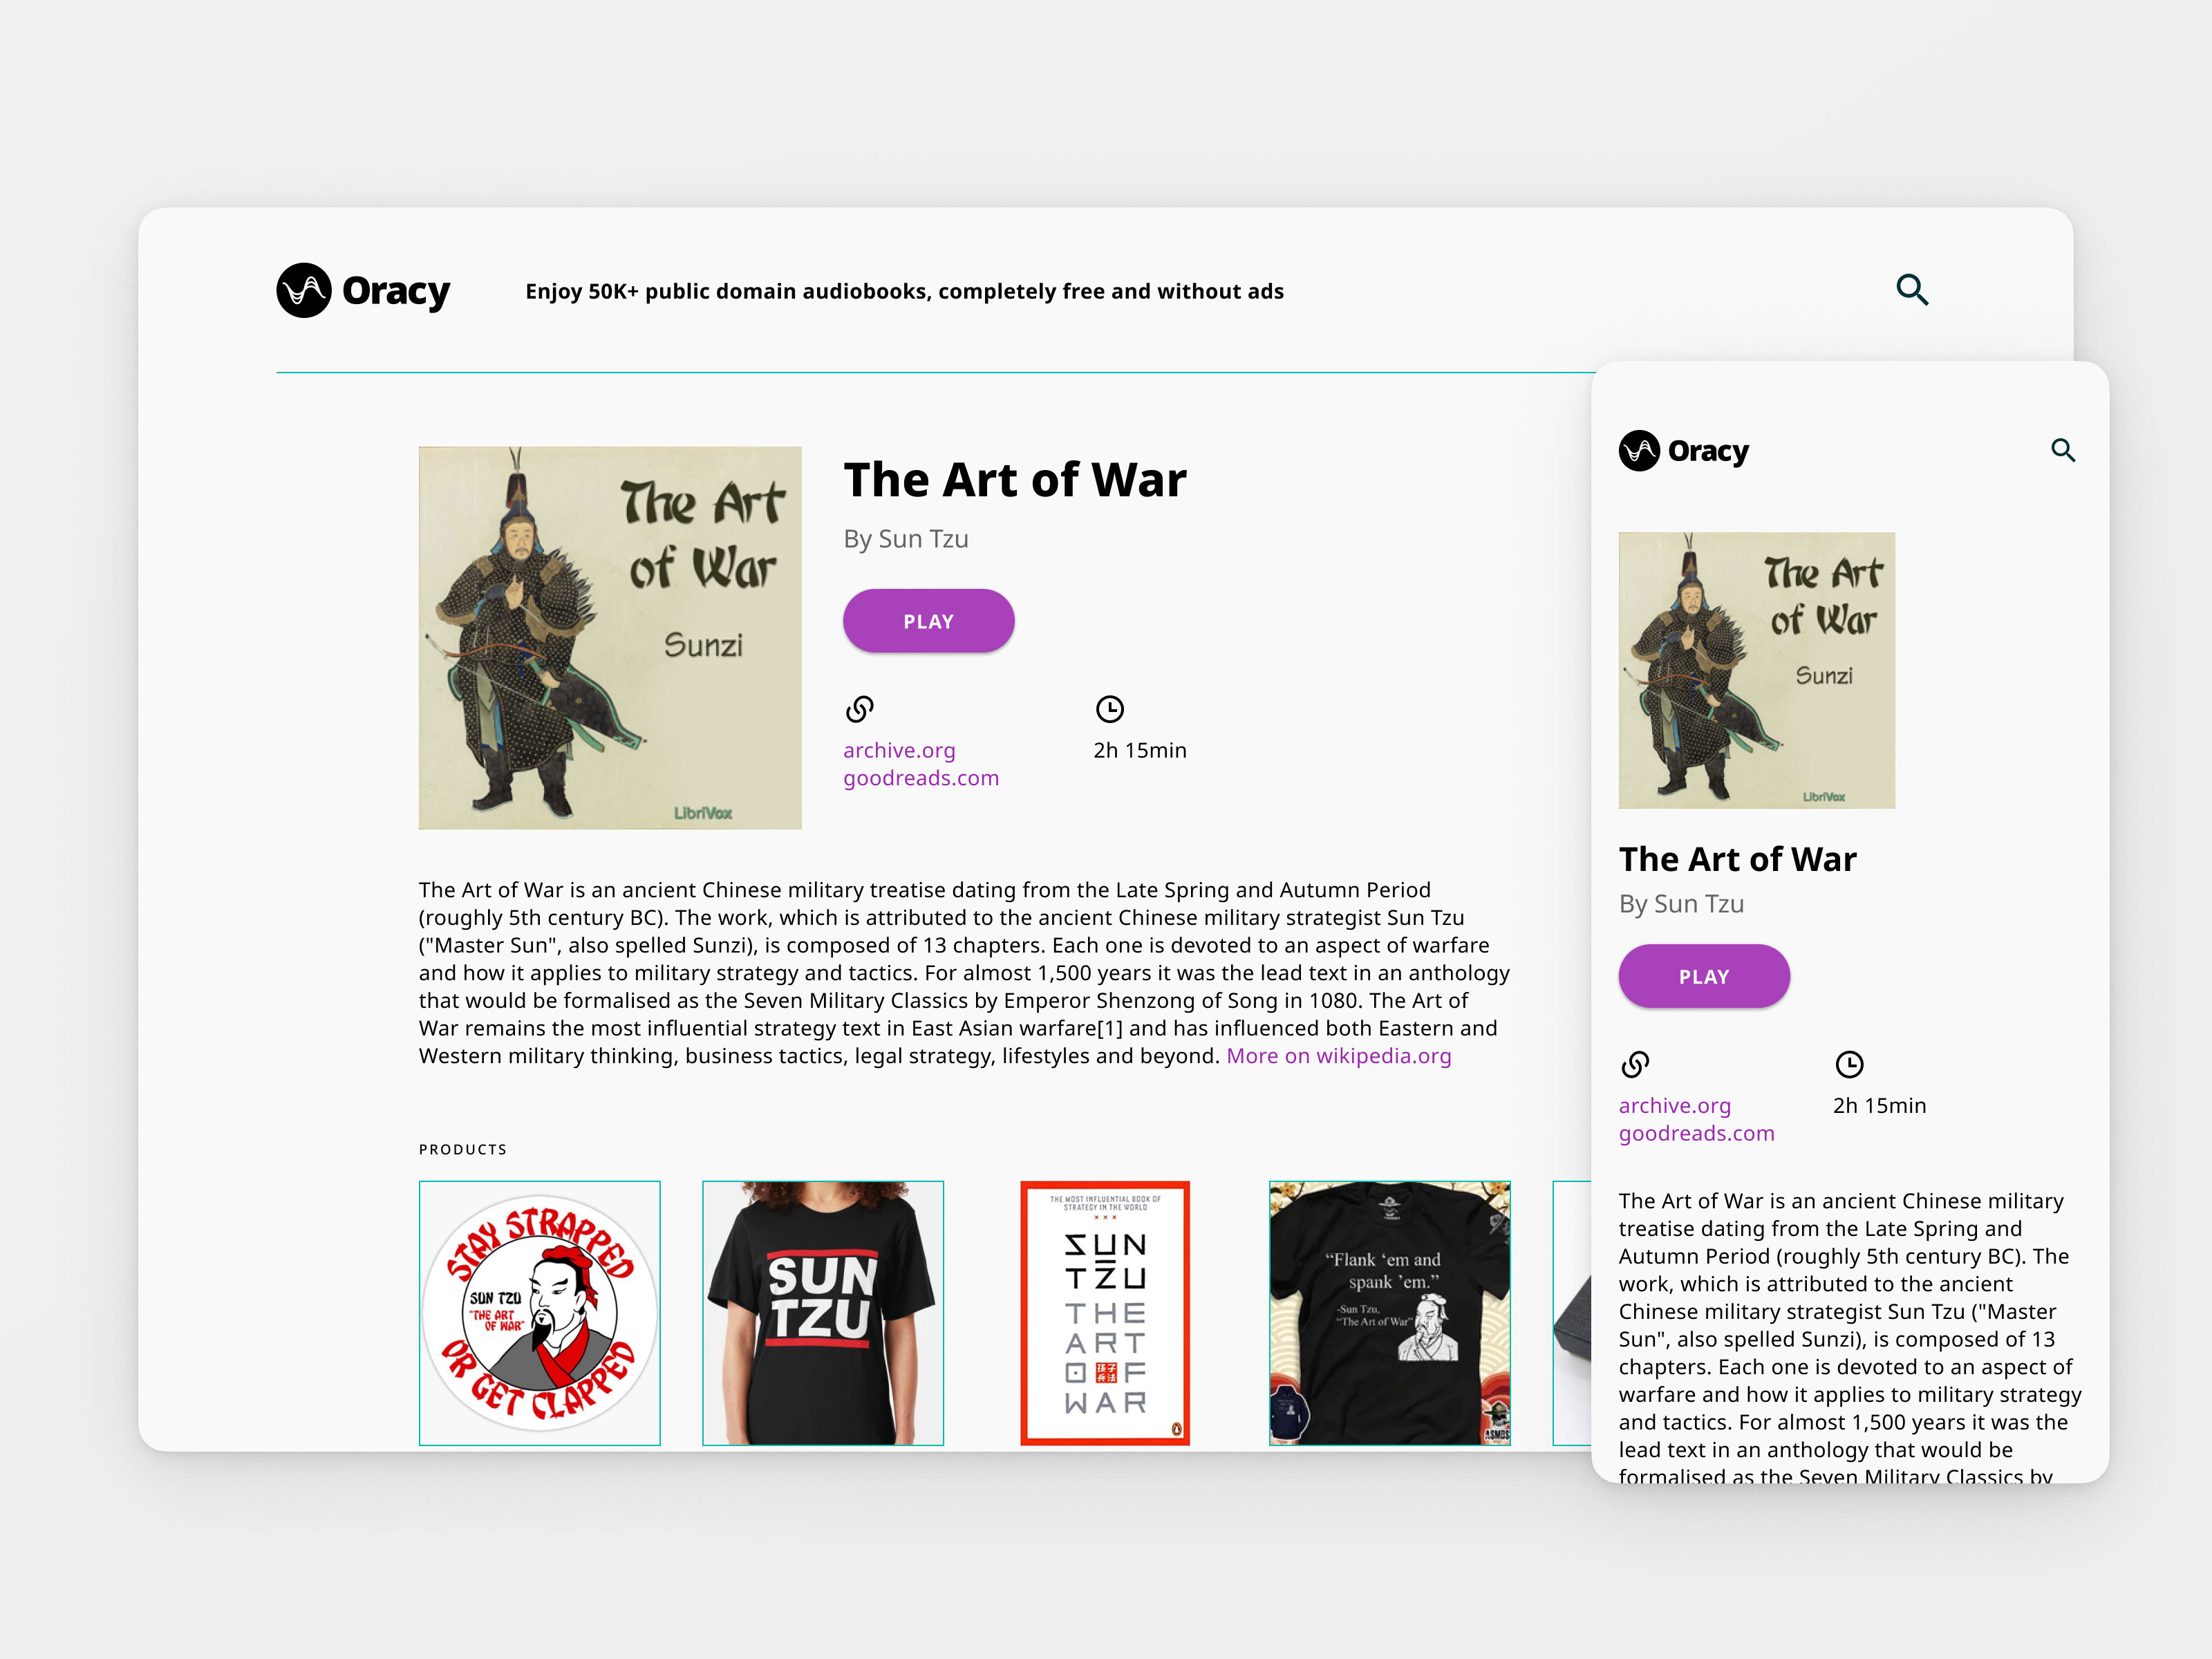 Oracy
Enjoy 50K+ public domain audiobooks, completely free and without ads
The Art
of War
Sunzi
LibriVox
The Art of War
By Sun Tzu
PLAY
archive.org
goodreads.com
2h 15min
The Art of War is an ancient Chinese military treatise dating from the Late Spring and Autumn Period
(roughly 5th century BC). The work, which is attributed to the ancient Chinese military strategist Sun Tzu
("Master Sun", also spelled Sunzi), is composed of 13 chapters. Each one is devoted to an aspect of warfare
and how it applies to military strategy and tactics. For almost 1,500 years it was the lead text in an anthology
that would be formalised as the Seven Military Classics by Emperor Shenzong of Song in 1080. The Art of
War remains the most influential strategy text in East Asian warfare[1] and has influenced both Eastern and
Western military thinking, business tactics, legal strategy, lifestyles and beyond. More on wikipedia.org
PRODUCTS
STAY STRAPPED
SUN TZU
"THE ART
OF WAR"
OR GET CLAPPED
SUN
TZU
THE MOST INFLUENTIAL BOOK OF
STRATEGY IN THE WORLD
SUN
TZU
THE
ART
O孫子兵法F
WAR
“Flank ‘em and
spank ’em.”
-Sun Tzu,
“The Art of War”
ASMDSS
Oracy
The Art
of War
Sunzi
LibriVox
The Art of War
By Sun Tzu
PLAY
archive.org
goodreads.com
2h 15min
The Art of War is an ancient Chinese military
treatise dating from the Late Spring and
Autumn Period (roughly 5th century BC). The
work, which is attributed to the ancient
Chinese military strategist Sun Tzu ("Master
Sun", also spelled Sunzi), is composed of 13
chapters. Each one is devoted to an aspect of
warfare and how it applies to military strategy
and tactics. For almost 1,500 years it was the
lead text in an anthology that would be
formalised as the Seven Military Classics by